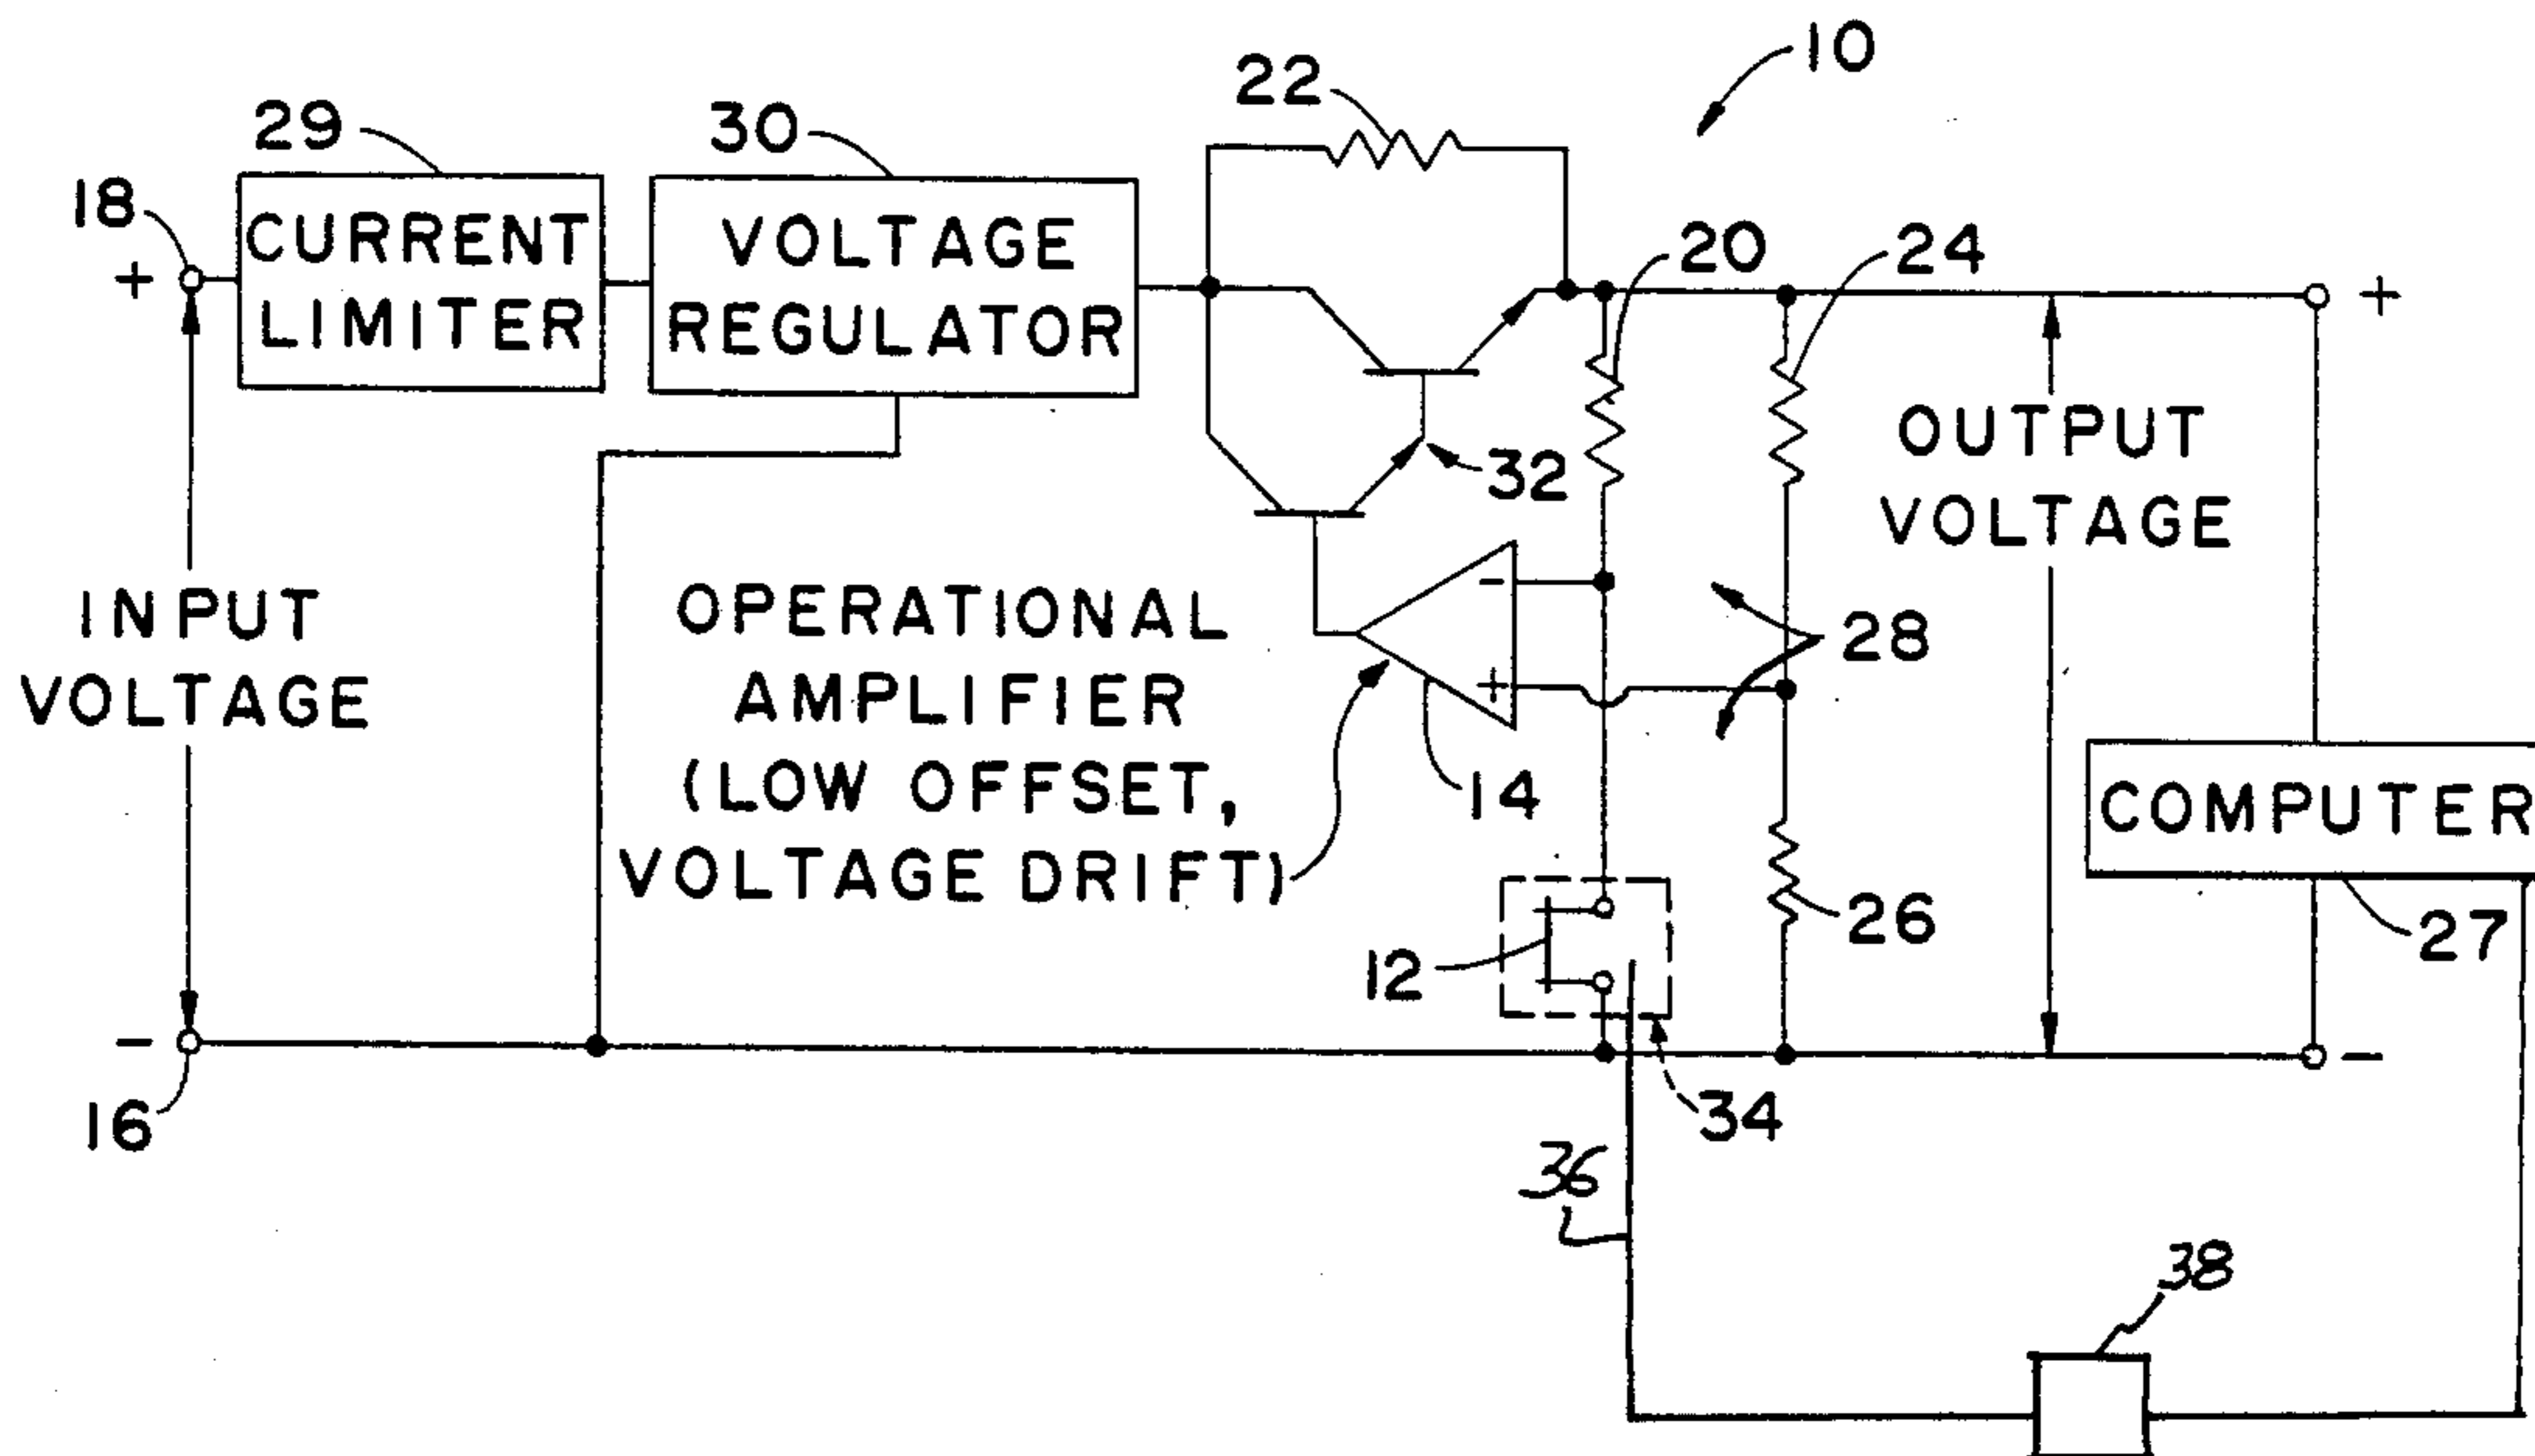 10
22
29
30
18
CURRENT
LIMITER
VOLTAGE
REGULATOR
20
24
+
+
OUTPUT
VOLTAGE
32
INPUT
VOLTAGE
OPERATIONAL
AMPLIFIER
(LOW OFFSET,
VOLTAGE DRIFT)
-
+
28
14
COMPUTER
12
26
27
-
-
16
34
36
38